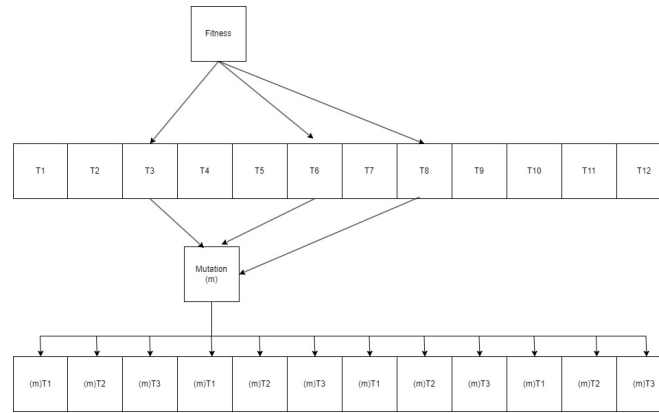 Fitness
T1 T2 T3 T4 T5 T6 T7 T8 T9 T10 T11 T12
Mutation
(m)
(m)T1 (m)T2 (m)T3 (m)T1 (m)T2 (m)T3 (m)T1 (m)T2 (m)T3 (m)T1 (m)T2 (m)T3